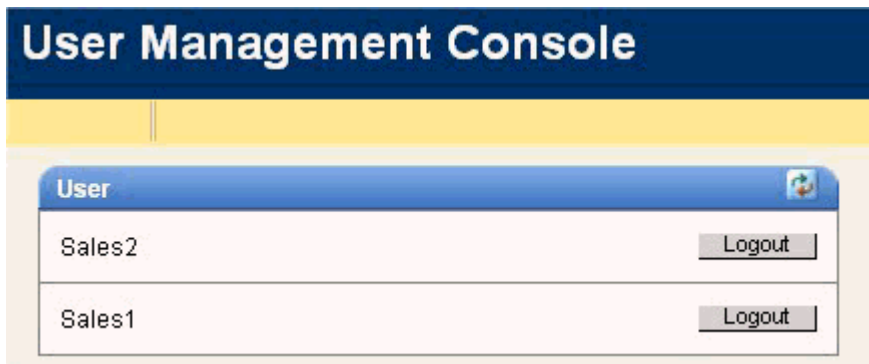 User Management Console
User
Sales2 Logout
Sales1 Logout